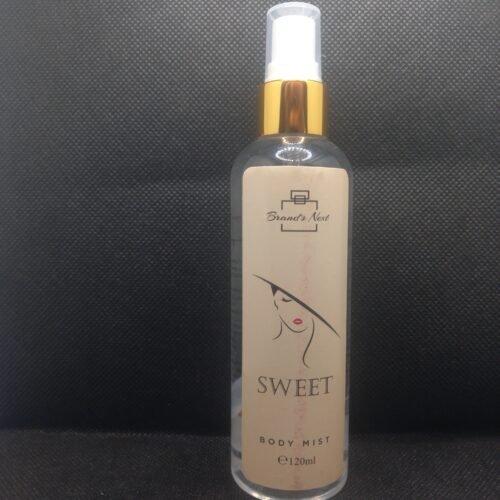 Brand'z Next
SWEET
BODY MIST
℮120ml